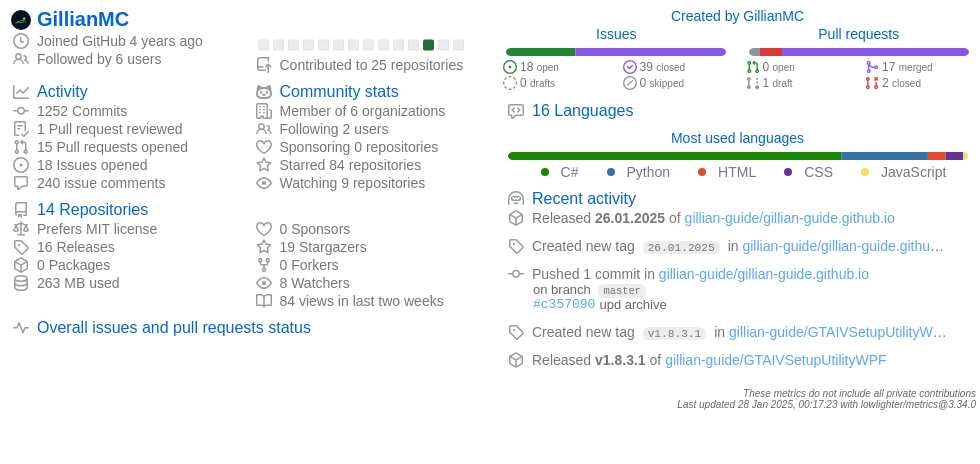 GillianMC
Joined GitHub 4 years ago
Followed by 6 users
Contributed to 25 repositories
Activity
1252 Commits
1 Pull request reviewed
15 Pull requests opened
18 Issues opened
240 issue comments
Community stats
Member of 6 organizations
Following 2 users
Sponsoring 0 repositories
Starred 84 repositories
Watching 9 repositories
14 Repositories
Prefers MIT license
16 Releases
0 Packages
263 MB used
0 Sponsors
19 Stargazers
0 Forkers
8 Watchers
84 views in last two weeks
Overall issues and pull requests status
Created by GillianMC
Issues
18 open
39 closed
0 drafts
0 skipped
Pull requests
0 open
17 merged
1 draft
2 closed
16 Languages
Most used languages
C# Python HTML CSS JavaScript
Recent activity
Released 26.01.2025 of gillian-guide/gillian-guide.github.io
Created new tag 26.01.2025 in gillian-guide/gillian-guide.githu…
Pushed 1 commit in gillian-guide/gillian-guide.github.io
on branch master
#c357090 upd archive
Created new tag v1.8.3.1 in gillian-guide/GTAIVSetupUtilityW…
Released v1.8.3.1 of gillian-guide/GTAIVSetupUtilityWPF
These metrics do not include all private contributions
Last updated 28 Jan 2025, 00:17:23 with lowlighter/metrics@3.34.0